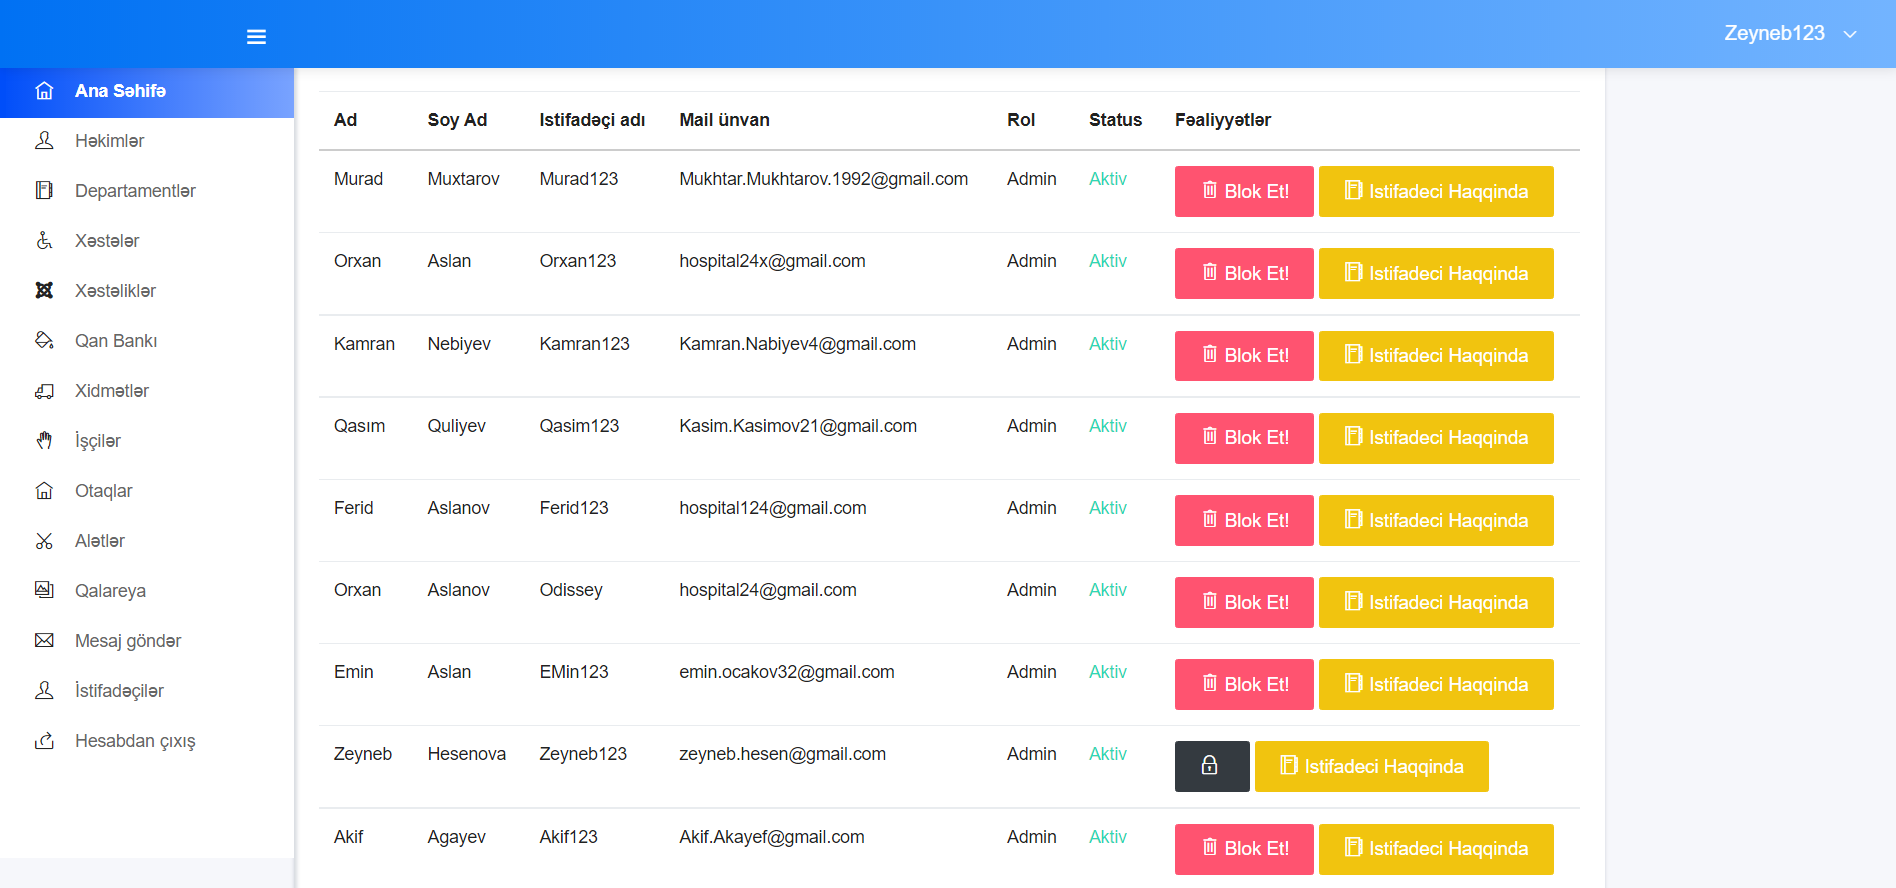 Zeyneb123
Ana Səhifə
Həkimlər
Departamentlər
Xəstələr
Xəstəliklər
Qan Bankı
Xidmətlər
İşçilər
Otaqlar
Alətlər
Qalareya
Mesaj göndər
İstifadəçilər
Hesabdan çıxış
Ad Soy Ad Istifadəçi adı Mail ünvan Rol Status Fəaliyyətlər
Murad Muxtarov Murad123 Mukhtar.Mukhtarov.1992@gmail.com Admin Aktiv Blok Et! Istifadeci Haqqinda
Orxan Aslan Orxan123 hospital24x@gmail.com Admin Aktiv Blok Et! Istifadeci Haqqinda
Kamran Nebiyev Kamran123 Kamran.Nabiyev4@gmail.com Admin Aktiv Blok Et! Istifadeci Haqqinda
Qasım Quliyev Qasim123 Kasim.Kasimov21@gmail.com Admin Aktiv Blok Et! Istifadeci Haqqinda
Ferid Aslanov Ferid123 hospital124@gmail.com Admin Aktiv Blok Et! Istifadeci Haqqinda
Orxan Aslanov Odissey hospital24@gmail.com Admin Aktiv Blok Et! Istifadeci Haqqinda
Emin Aslan EMin123 emin.ocakov32@gmail.com Admin Aktiv Blok Et! Istifadeci Haqqinda
Zeyneb Hesenova Zeyneb123 zeyneb.hesen@gmail.com Admin Aktiv Istifadeci Haqqinda
Akif Agayev Akif123 Akif.Akayef@gmail.com Admin Aktiv Blok Et! Istifadeci Haqqinda